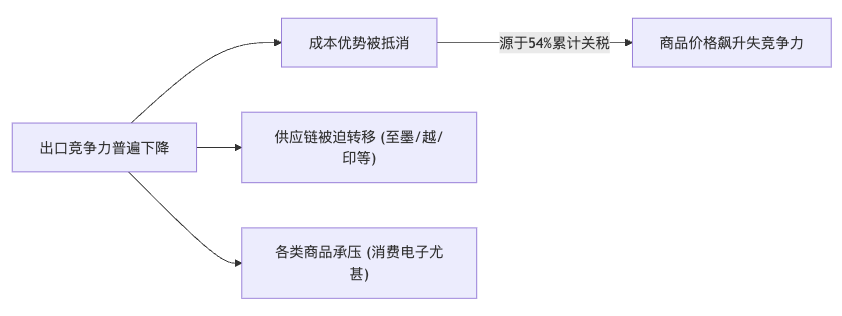 成本优势被抵消
源于54%累计关税
商品价格飙升失竞争力
出口竞争力普遍下降
供应链被迫转移 (至墨/越/
印等)
各类商品承压 (消费电子尤
甚)